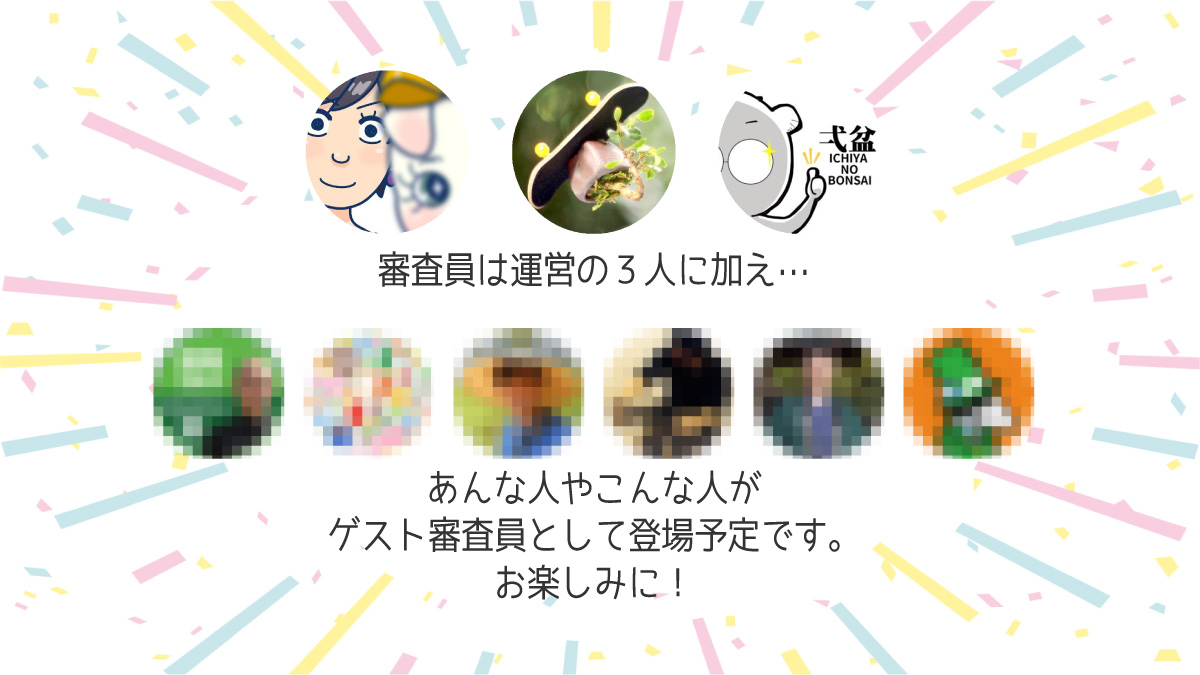 弌盆
ICHIYA
NO
BONSAI
審査員は運営の３人に加え…
あんな人やこんな人が
ゲスト審査員として登場予定です。
お楽しみに！